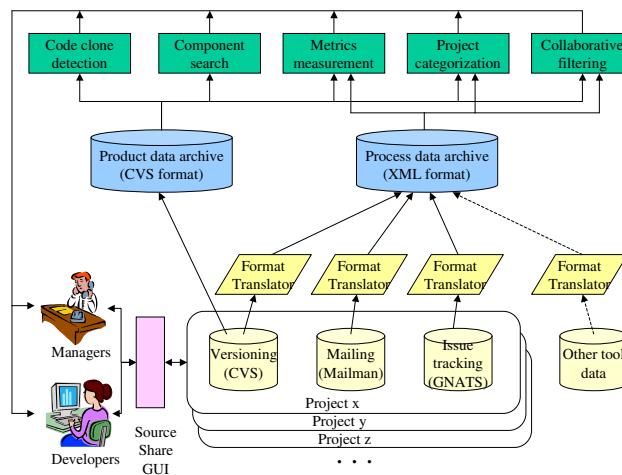 Code clone
detection
Component
search
Metrics
measurement
Project
categorization
Collaborative
filtering
Product data archive
(CVS format)
Process data archive
(XML format)
Format
Translator
Format
Translator
Format
Translator
Format
Translator
Managers
Versioning
(CVS)
Mailing
(Mailman)
Issue
tracking
(GNATS)
Other tool
data
Project x
Project y
Project z
Developers
Source
Share
GUI
. . .